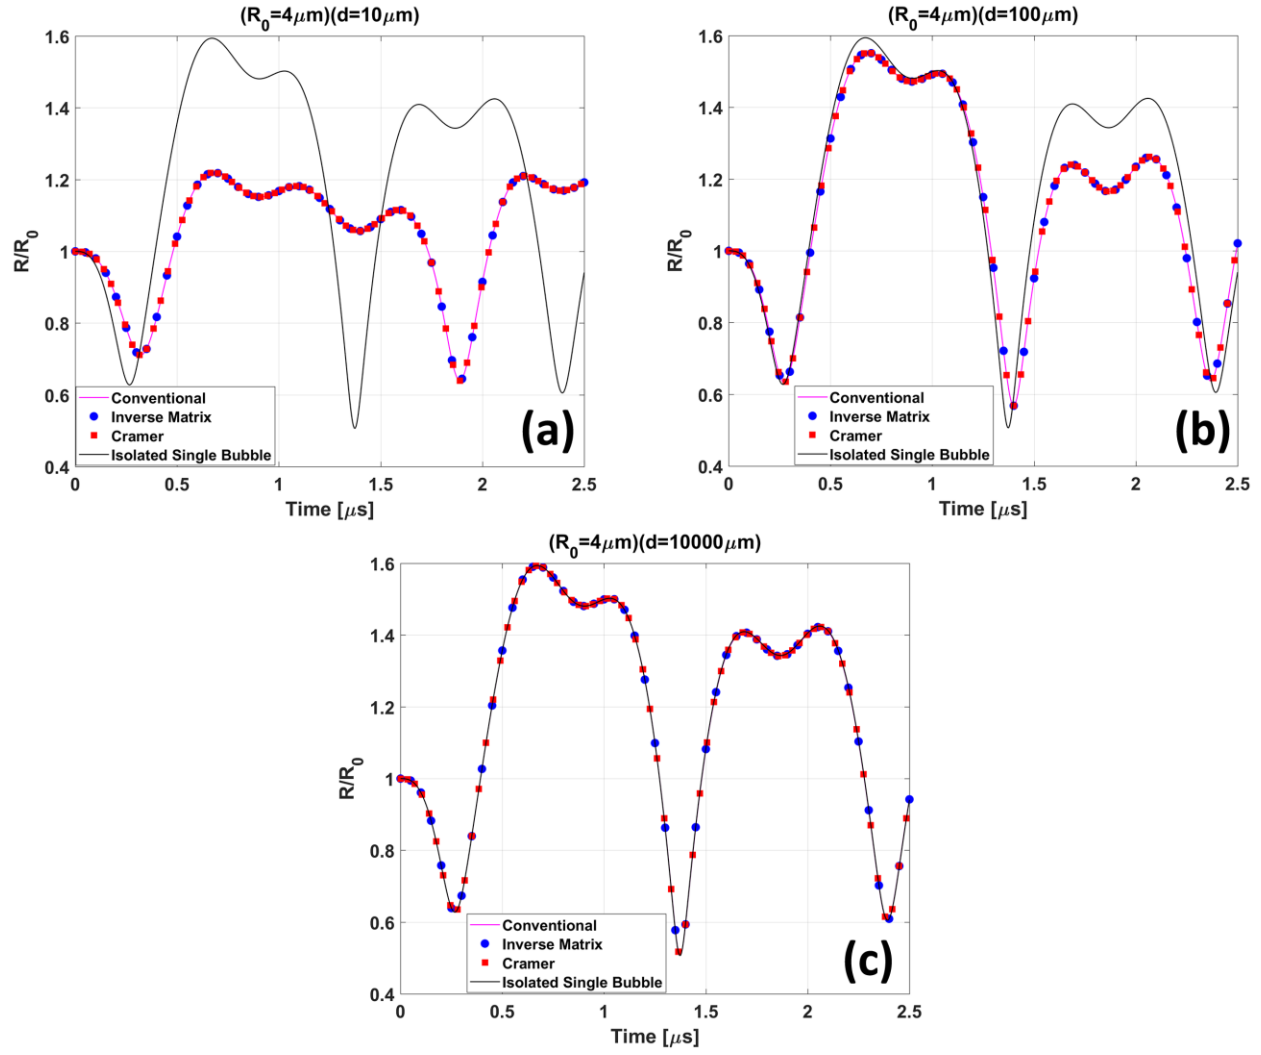 (R₀=4μm)(d=10μm)
R/R₀
1.6
1.4
1.2
1
0.8
0.6
0.4
Conventional
Inverse Matrix
Cramer
Isolated Single Bubble
(a)
0 0.5 1 1.5 2 2.5
Time [μs]
(R₀=4μm)(d=100μm)
R/R₀
1.6
1.4
1.2
1
0.8
0.6
0.4
Conventional
Inverse Matrix
Cramer
Isolated Single Bubble
(b)
0 0.5 1 1.5 2 2.5
Time [μs]
(R₀=4μm)(d=10000μm)
R/R₀
1.6
1.4
1.2
1
0.8
0.6
0.4
Conventional
Inverse Matrix
Cramer
Isolated Single Bubble
(c)
0 0.5 1 1.5 2 2.5
Time [μs]